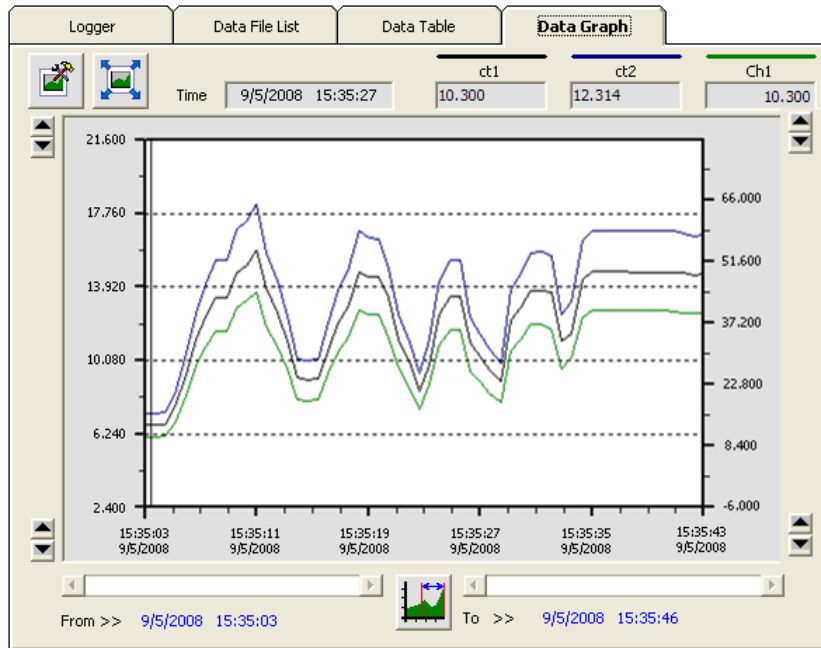 Logger Data File List Data Table Data Graph
ct1 ct2 Ch1
Time 9/5/2008 15:35:27 10.300 12.314 10.300
21.600
17.760 66.000
51.600
13.920
37.200
10.080
22.800
6.240
8.400
2.400 -6.000
15:35:03 15:35:11 15:35:19 15:35:27 15:35:35 15:35:43
9/5/2008 9/5/2008 9/5/2008 9/5/2008 9/5/2008 9/5/2008
From >> 9/5/2008 15:35:03 To >> 9/5/2008 15:35:46